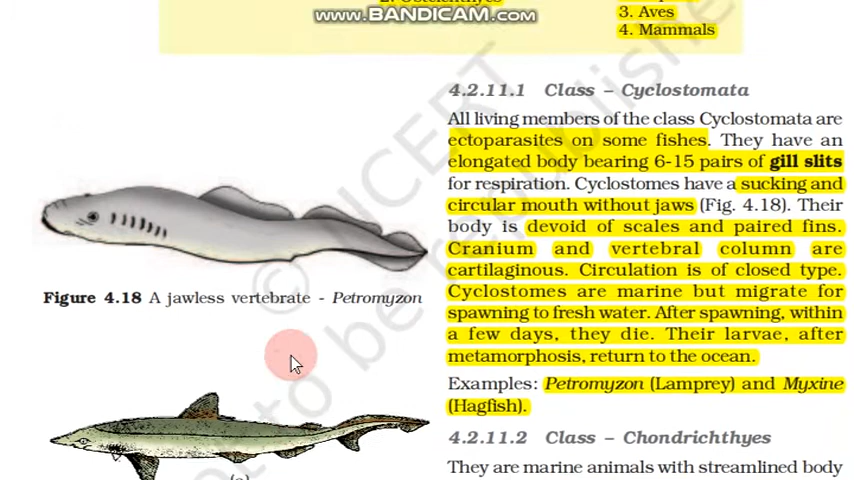 www.BANDICAM.com
3. Aves
4. Mammals
4.2.11.1 Class – Cyclostomata
All living members of the class Cyclostomata are
ectoparasites on some fishes. They have an
elongated body bearing 6-15 pairs of gill slits
for respiration. Cyclostomes have a sucking and
circular mouth without jaws (Fig. 4.18). Their
body is devoid of scales and paired fins.
Cranium and vertebral column are
cartilaginous. Circulation is of closed type.
Cyclostomes are marine but migrate for
spawning to fresh water. After spawning, within
a few days, they die. Their larvae, after
metamorphosis, return to the ocean.
Examples: Petromyzon (Lamprey) and Myxine
(Hagfish).
Figure 4.18 A jawless vertebrate - Petromyzon
4.2.11.2 Class – Chondrichthyes
They are marine animals with streamlined body
© NCERT
not to be republished